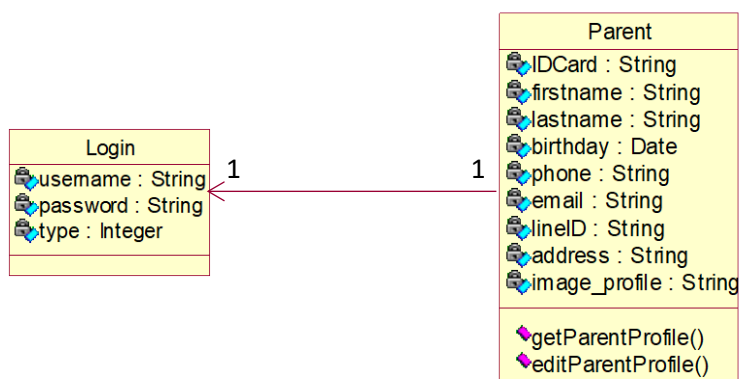 Login
username : String
password : String
type : Integer
1
1
Parent
IDCard : String
firstname : String
lastname : String
birthday : Date
phone : String
email : String
lineID : String
address : String
image_profile : String
getParentProfile()
editParentProfile()